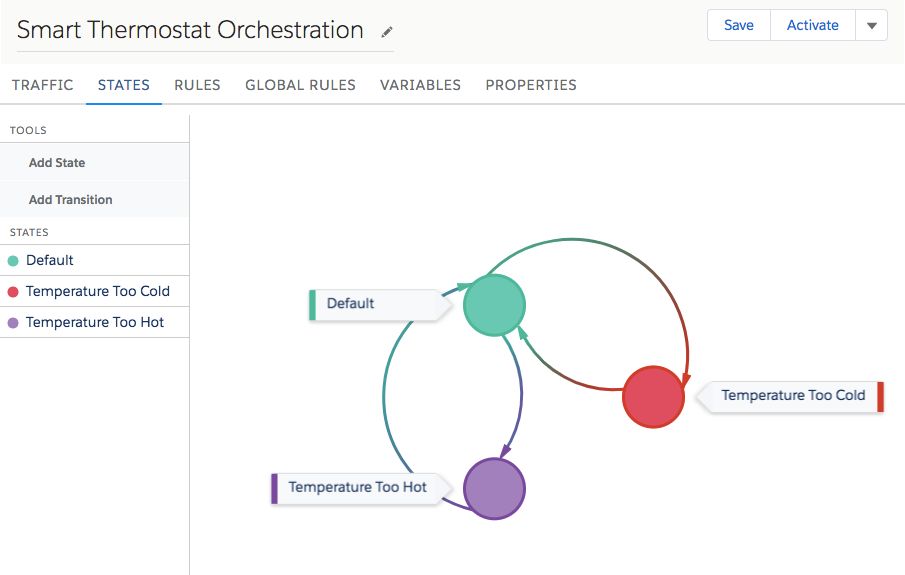 Smart Thermostat Orchestration
Save
Activate
TRAFFIC
STATES
RULES
GLOBAL RULES
VARIABLES
PROPERTIES
TOOLS
Add State
Add Transition
STATES
Default
Temperature Too Cold
Temperature Too Hot
Default
Temperature Too Cold
Temperature Too Hot